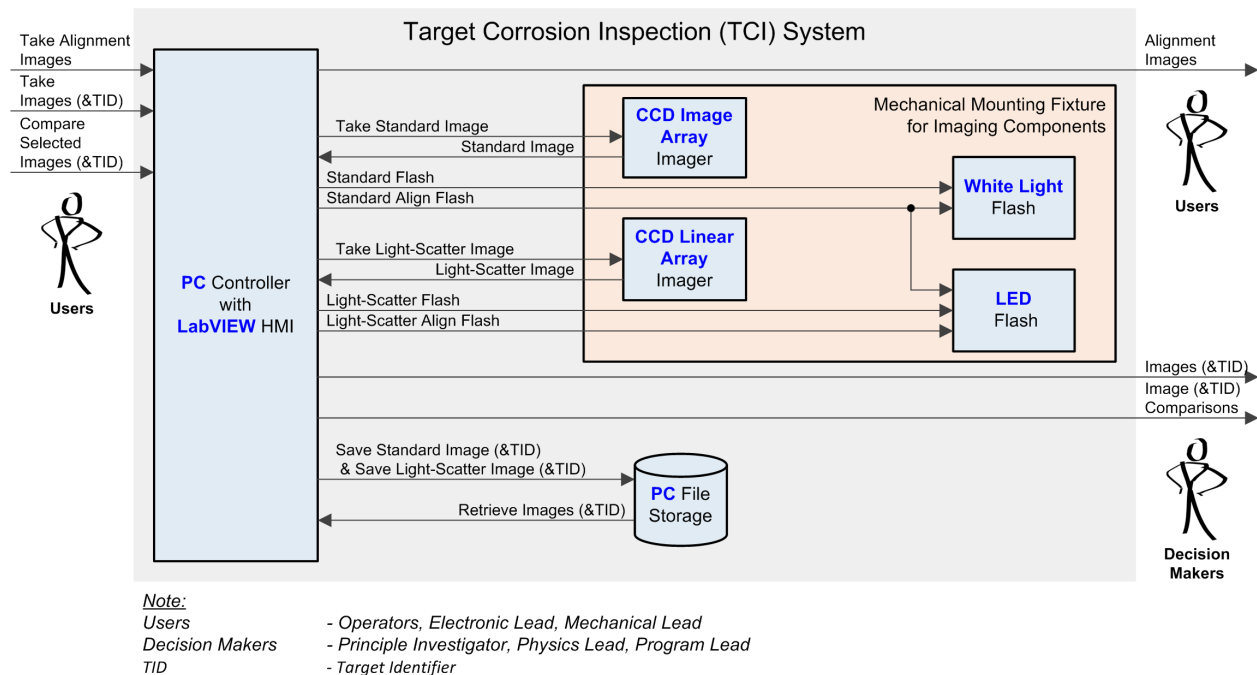 Target Corrosion Inspection (TCI) System
Take Alignment
Images
Take
Images (&TID)
Compare
Selected
Images (&TID)
Users
PC Controller
with
LabVIEW HMI
Take Standard Image
Standard Image
Standard Flash
Standard Align Flash
Take Light-Scatter Image
Light-Scatter Image
Light-Scatter Flash
Light-Scatter Align Flash
Mechanical Mounting Fixture
for Imaging Components
CCD Image
Array
Imager
White Light
Flash
CCD Linear
Array
Imager
LED
Flash
Alignment
Images
Users
Images (&TID)
Image (&TID)
Comparisons
Save Standard Image (&TID)
& Save Light-Scatter Image (&TID)
Retrieve Images (&TID)
PC File
Storage
Decision
Makers
Note:
Users - Operators, Electronic Lead, Mechanical Lead
Decision Makers - Principle Investigator, Physics Lead, Program Lead
TID - Target Identifier